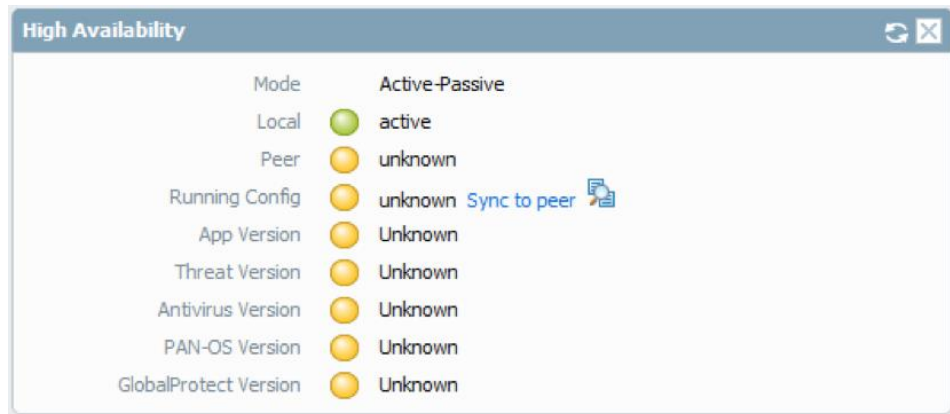 High Availability
Mode Active-Passive
Local active
Peer unknown
Running Config unknown Sync to peer
App Version Unknown
Threat Version Unknown
Antivirus Version Unknown
PAN-OS Version Unknown
GlobalProtect Version Unknown